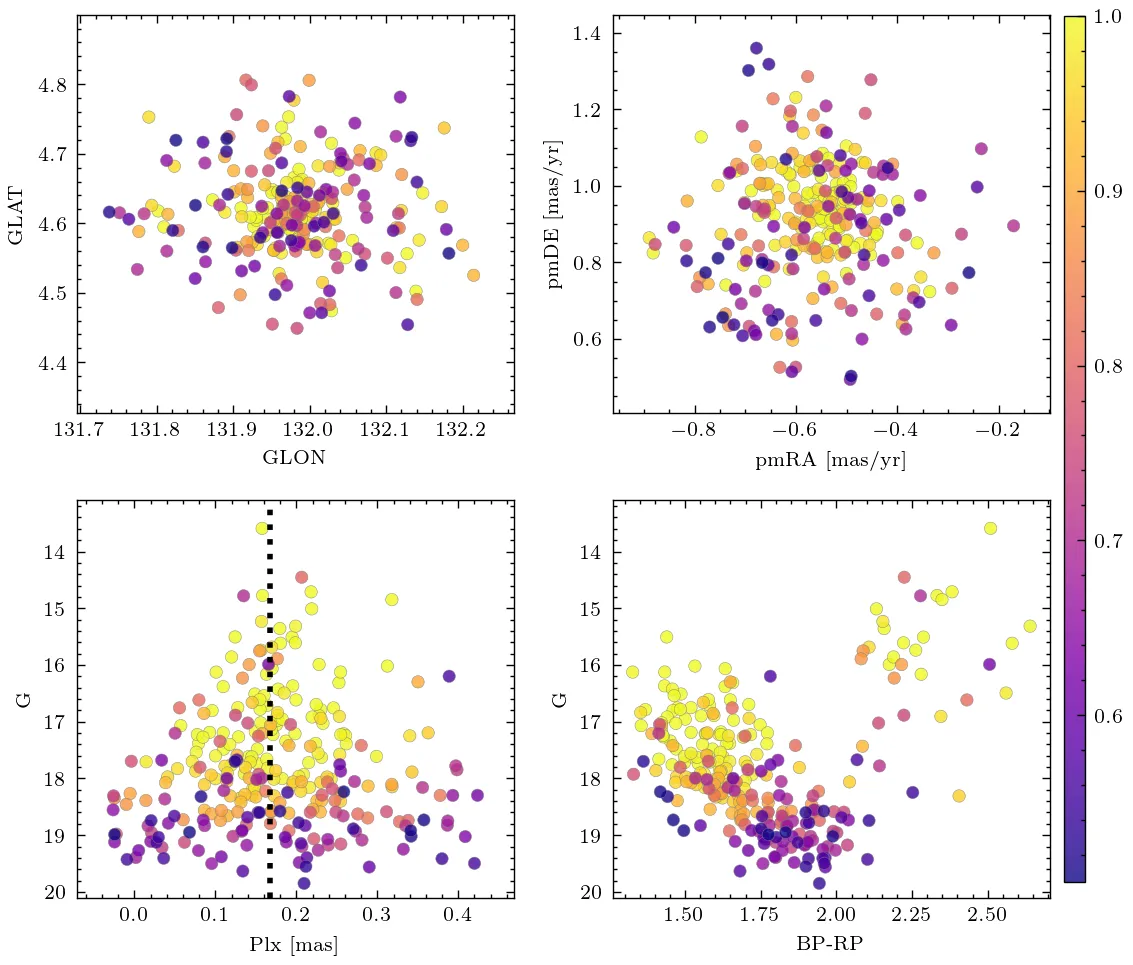 4.8
4.7
4.6
4.5
4.4
GLAT
131.7 131.8 131.9 132.0 132.1 132.2
GLON
1.4
1.2
1.0
0.8
0.6
pmDE [mas/yr]
−0.8 −0.6 −0.4 −0.2
pmRA [mas/yr]
1.0
0.9
0.8
0.7
0.6
14
15
16
17
18
19
20
G
0.0 0.1 0.2 0.3 0.4
Plx [mas]
14
15
16
17
18
19
20
G
1.50 1.75 2.00 2.25 2.50
BP-RP